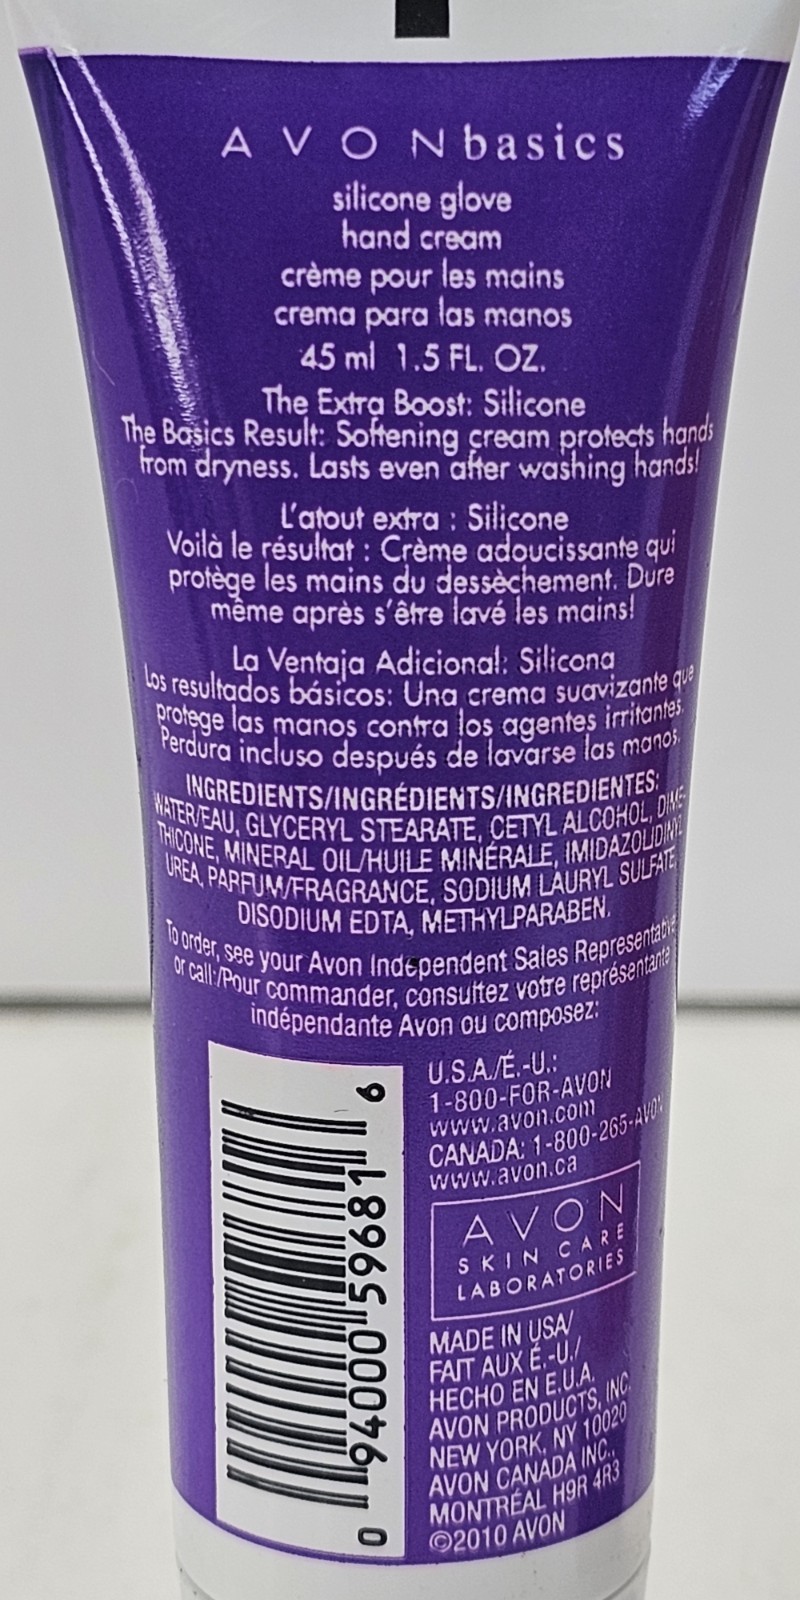 AVON basics
silicone glove
hand cream
crème pour les mains
crema para las manos
45 ml 1.5 FL. OZ.
The Extra Boost: Silicone
The Basics Result: Softening cream protects hands
from dryness. Lasts even after washing hands!
L'atout extra : Silicone
Voilà le résultat : Crème adoucissante qui
protège les mains du dessèchement. Dure
même après s'être lavé les mains!
La Ventaja Adicional: Silicona
Los resultados básicos: Una crema suavizante que
protege las manos contra los agentes irritantes.
Perdura incluso después de lavarse las manos.
INGREDIENTS/INGRÉDIENTS/INGREDIENTES:
WATER/EAU, GLYCERYL STEARATE, CETYL ALCOHOL, DIME-
THICONE, MINERAL OIL/HUILE MINÉRALE, IMIDAZOLIDINYL
UREA, PARFUM/FRAGRANCE, SODIUM LAURYL SULFATE,
DISODIUM EDTA, METHYLPARABEN.
To order, see your Avon Independent Sales Representative
or call:/Pour commander, consultez votre représentante
indépendante Avon ou composez:
U.S.A./É.-U.:
1-800-FOR-AVON
www.avon.com
CANADA: 1-800-265-AVON
www.avon.ca
AVON
SKIN CARE
LABORATORIES
MADE IN USA/
FAIT AUX É.-U./
HECHO EN E.U.A.
AVON PRODUCTS, INC.
NEW YORK, NY 10020
AVON CANADA INC.,
MONTRÉAL H9R 4R3
©2010 AVON
0 94000 59681 6